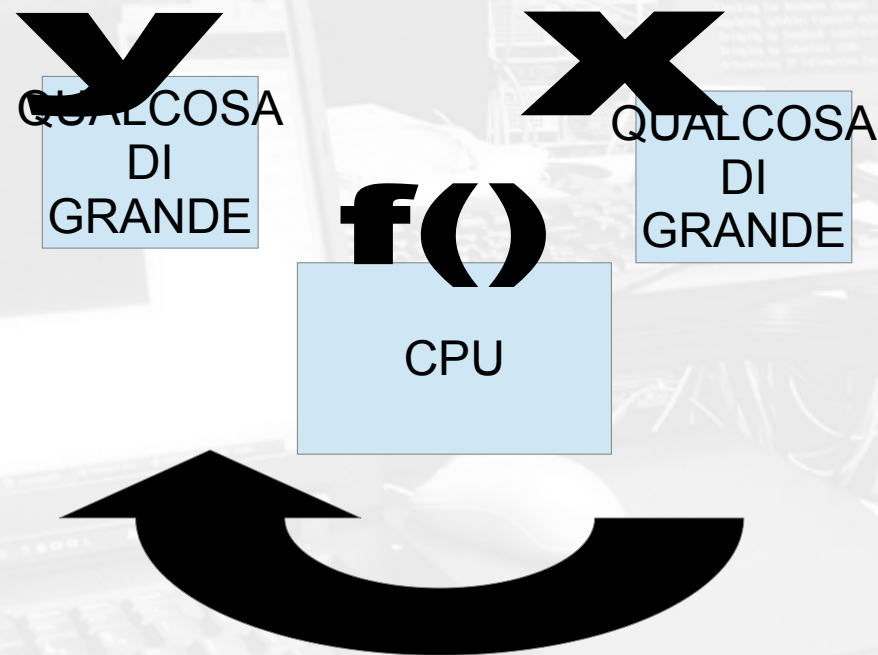 y
QUALCOSA
DI
GRANDE
x
QUALCOSA
DI
GRANDE
f()
CPU